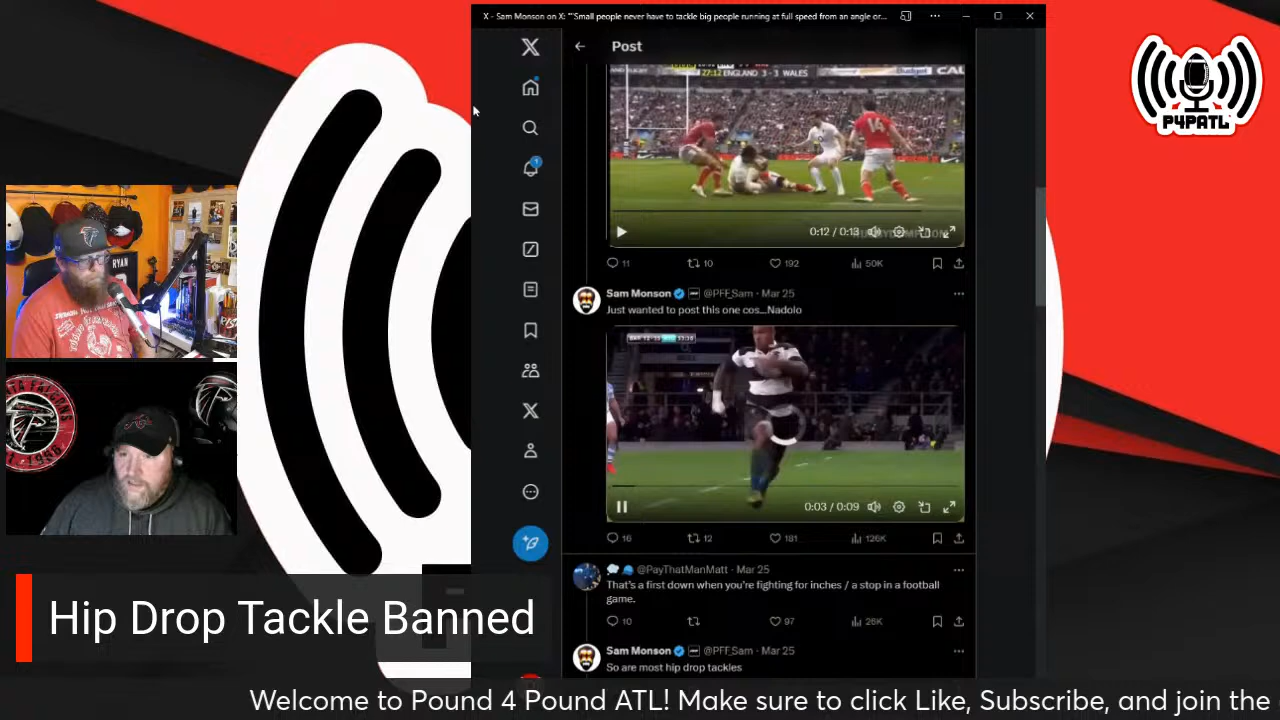 X - Sam Monson on X: "“Small people never have to tackle big people running at full speed from an angle or...
Post
27:12 ENGLAND 3 - 3 WALES
14
0:12 / 0:13
11
10
192
50K
Sam Monson @PFF_Sam · Mar 25
Just wanted to post this one cos...Nadolo
0:03 / 0:09
16
12
181
126K
@PayThatManMatt · Mar 25
That's a first down when you're fighting for inches / a stop in a football
game.
10
97
26K
Sam Monson @PFF_Sam · Mar 25
So are most hip drop tackles
P4PATL
RYAN
1
Hip Drop Tackle Banned
Welcome to Pound 4 Pound ATL! Make sure to click Like, Subscribe, and join the